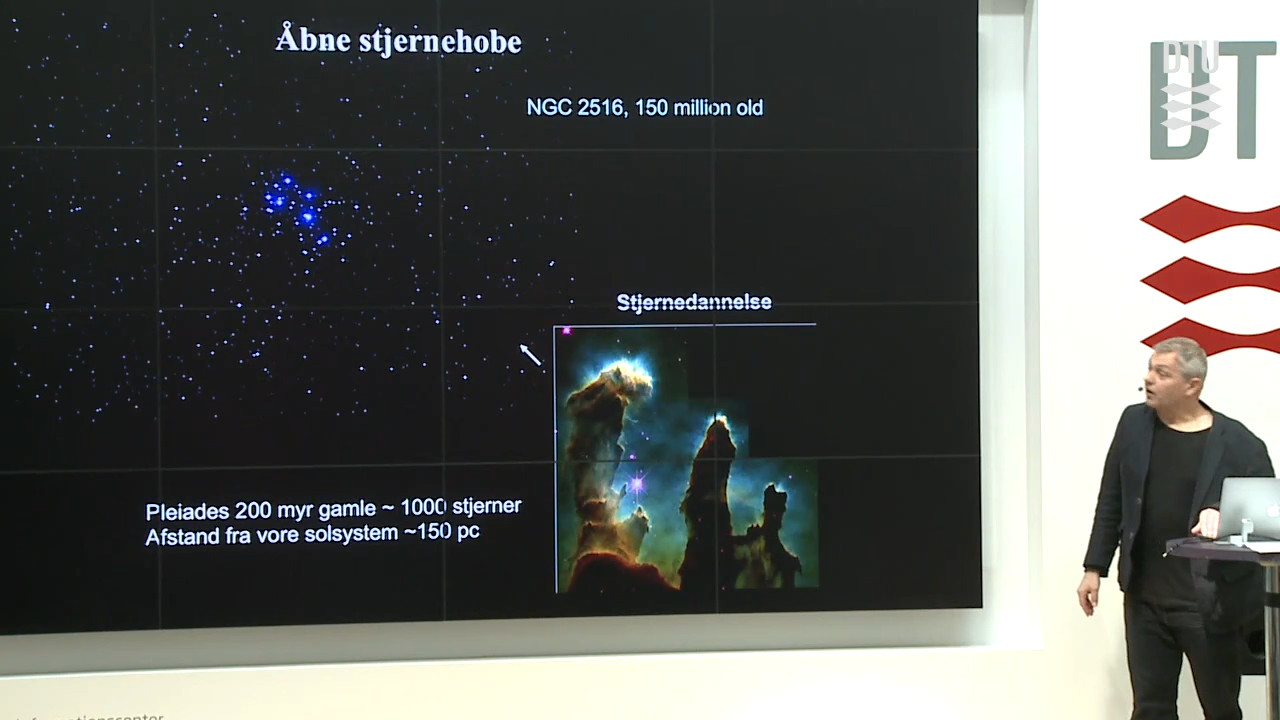 Åbne stjernehobe
NGC 2516, 150 million old
Stjernedannelse
Pleiades 200 myr gamle ~ 1000 stjerner
Afstand fra vore solsystem ~150 pc
DTU
DT